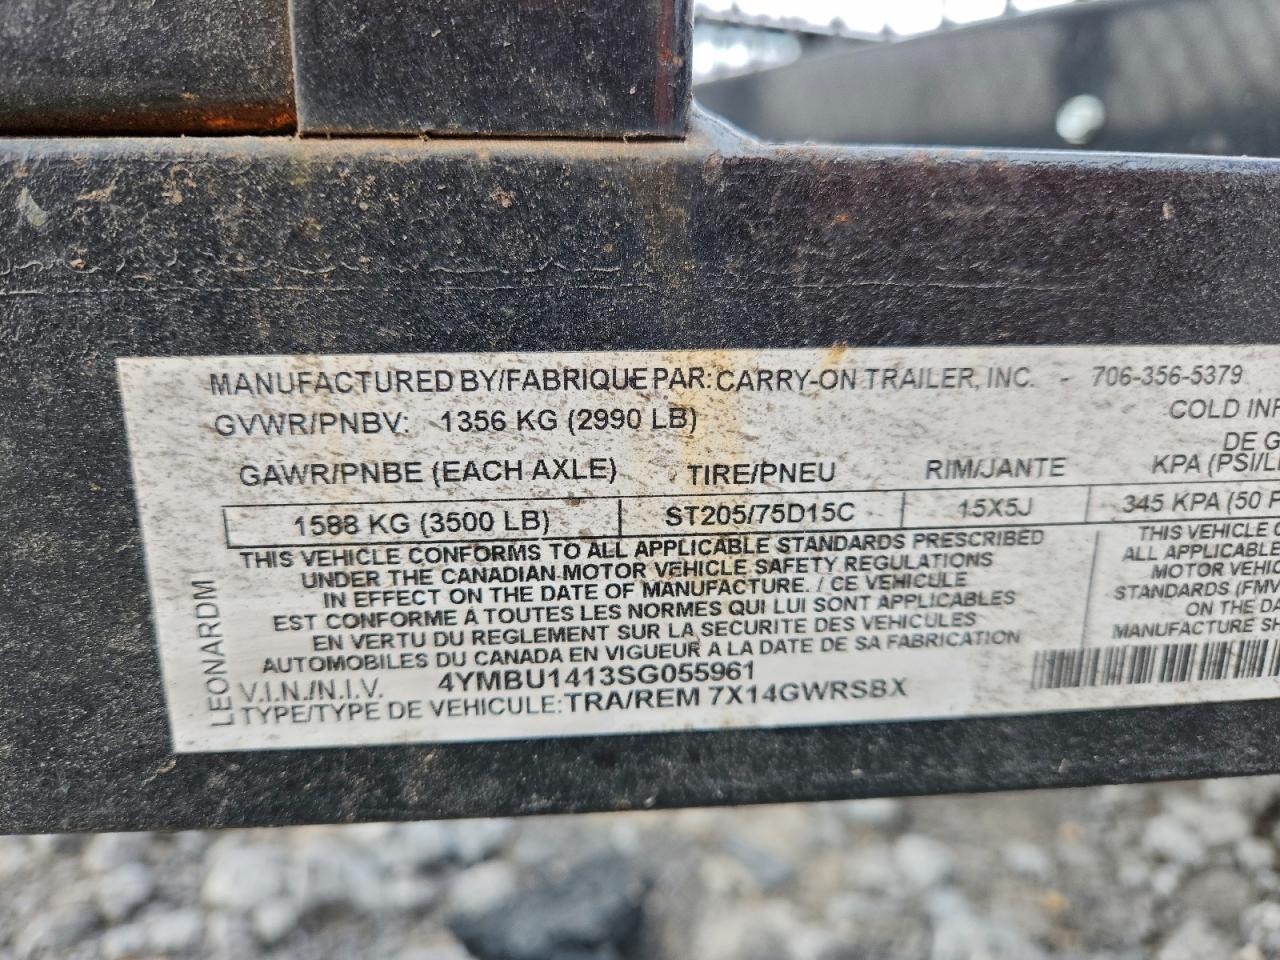 MANUFACTURED BY/FABRIQUE PAR: CARRY-ON TRAILER, INC. 706-356-5379
GVWR/PNBV: 1356 KG (2990 LB) COLD INF
DE G
GAWR/PNBE (EACH AXLE) TIRE/PNEU RIM/JANTE KPA (PSI/L
1588 KG (3500 LB) ST205/75D15C 15X5J 345 KPA (50 P
THIS VEHICLE CONFORMS TO ALL APPLICABLE STANDARDS PRESCRIBED
UNDER THE CANADIAN MOTOR VEHICLE SAFETY REGULATIONS
IN EFFECT ON THE DATE OF MANUFACTURE. / CE VEHICULE
EST CONFORME À TOUTES LES NORMES QUI LUI SONT APPLICABLES
EN VERTU DU REGLEMENT SUR LA SECURITE DES VEHICULES
AUTOMOBILES DU CANADA EN VIGUEUR A LA DATE DE SA FABRICATION
V.I.N./N.I.V. 4YMBU1413SG055961
TYPE/TYPE DE VEHICULE: TRA/REM 7X14GWRSBX
LEONARDM
THIS VEHICLE C
ALL APPLICABLE
MOTOR VEHIC
STANDARDS (FMV
ON THE DA
MANUFACTURE SH